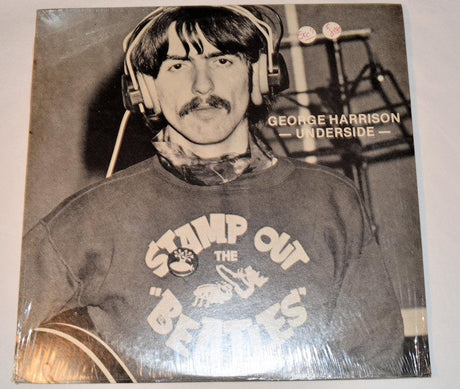 GEORGE HARRISON
— UNDERSIDE —
STAMP OUT
THE
"BEATLES"